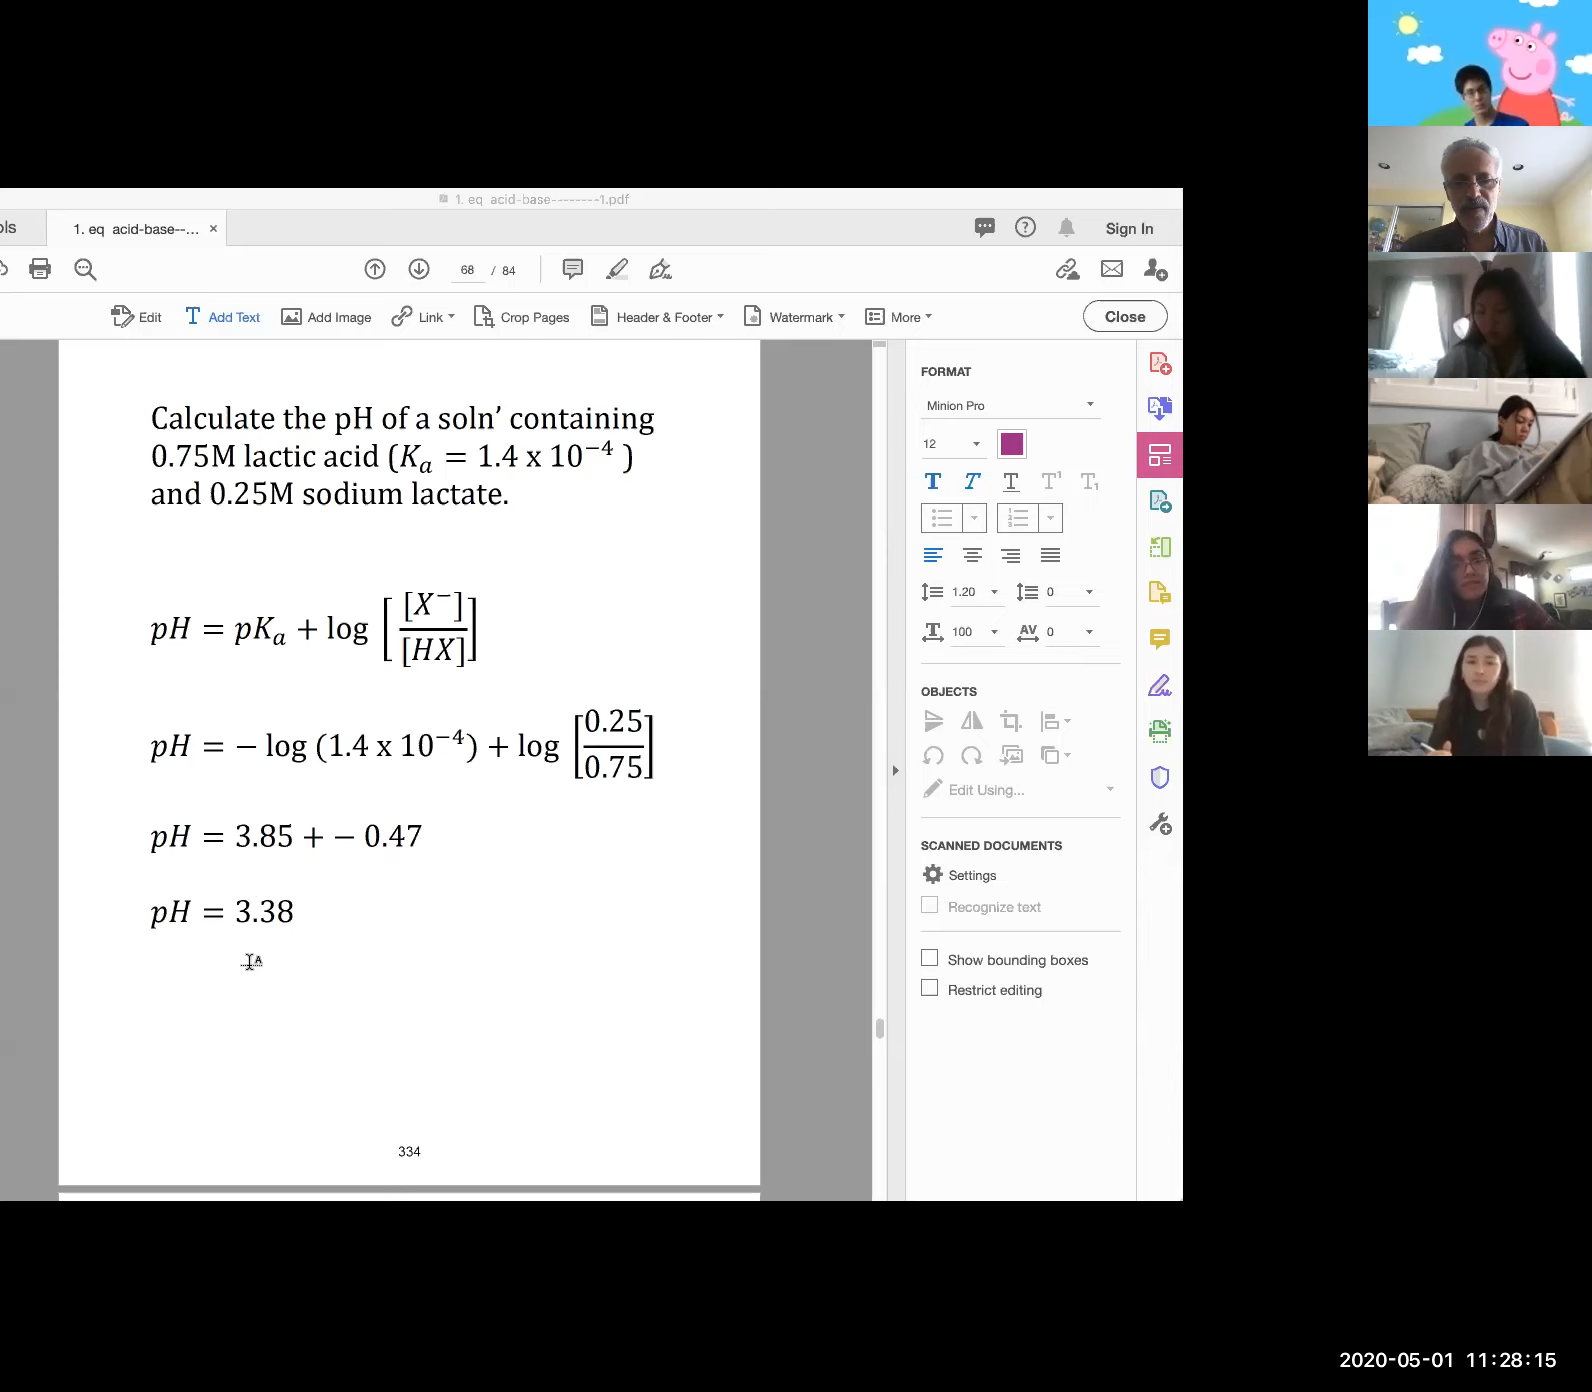 1. eq acid-base--------1.pdf
ols
1. eq acid-base--... ×
Sign In
68 / 84
Edit Add Text Add Image Link Crop Pages Header & Footer Watermark More Close
Calculate the pH of a soln’ containing
0.75M lactic acid (Kₐ = 1.4 x 10⁻⁴ )
and 0.25M sodium lactate.
pH = pKₐ + log [[X⁻]/[HX]]
pH = − log (1.4 x 10⁻⁴) + log [0.25/0.75]
pH = 3.85 + − 0.47
pH = 3.38
334
FORMAT
Minion Pro
12
T T T T¹ T₁
1.20 0
100 AV 0
OBJECTS
Edit Using...
SCANNED DOCUMENTS
Settings
Recognize text
Show bounding boxes
Restrict editing
2020-05-01 11:28:15